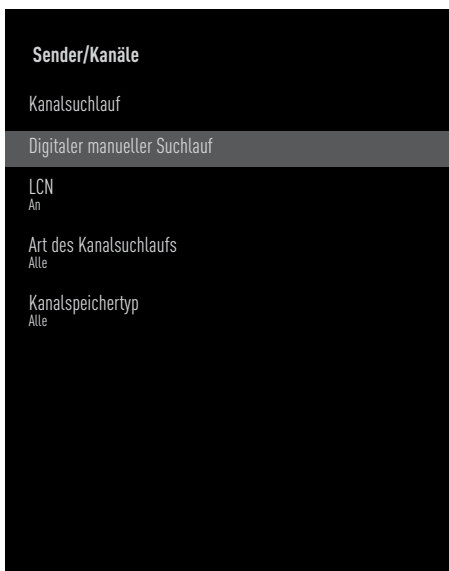 Sender/Kanäle
Kanalsuchlauf
Digitaler manueller Suchlauf
LCN
An
Art des Kanalsuchlaufs
Alle
Kanalspeichertyp
Alle